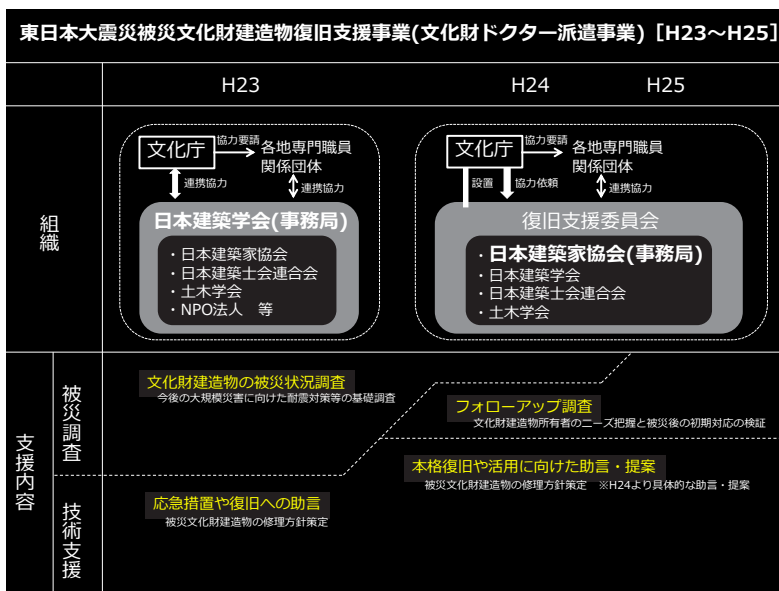 東日本大震災被災文化財建造物復旧支援事業(文化財ドクター派遣事業)［H23～H25］
H23
H24
H25
組織
文化庁
協力要請
各地専門職員
関係団体
連携協力
連携協力
日本建築学会(事務局)
・日本建築家協会
・日本建築士会連合会
・土木学会
・NPO法人　等
文化庁
協力要請
各地専門職員
関係団体
設置
協力依頼
連携協力
復旧支援委員会
・日本建築家協会(事務局)
・日本建築学会
・日本建築士会連合会
・土木学会
支援内容
被災調査
文化財建造物の被災状況調査
今後の大規模災害に向けた耐震対策等の基礎調査
フォローアップ調査
文化財建造物所有者のニーズ把握と被災後の初期対応の検証
技術支援
応急措置や復旧への助言
被災文化財建造物の修理方針策定
本格復旧や活用に向けた助言・提案
被災文化財建造物の修理方針策定　※H24より具体的な助言・提案